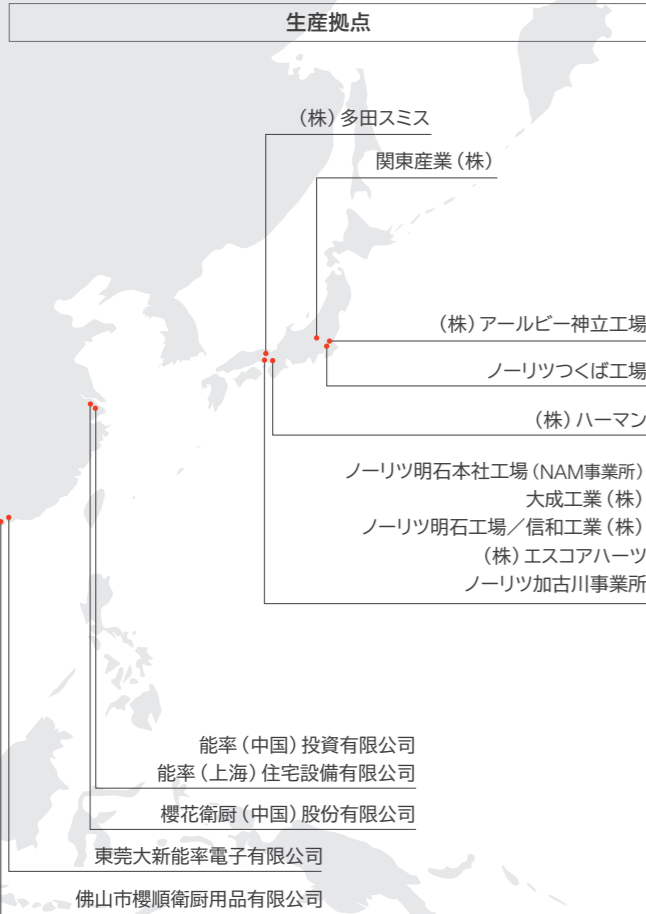 生産拠点
(株)多田スミス
関東産業(株)
(株)アールビー神立工場
ノーリツつくば工場
(株)ハーマン
ノーリツ明石本社工場(NAM事業所)
大成工業(株)
ノーリツ明石工場/信和工業(株)
(株)エスコアハーツ
ノーリツ加古川事業所
能率(中国)投資有限公司
能率(上海)住宅設備有限公司
櫻花衛厨(中国)股份有限公司
東莞大新能率電子有限公司
佛山市櫻順衛厨用品有限公司